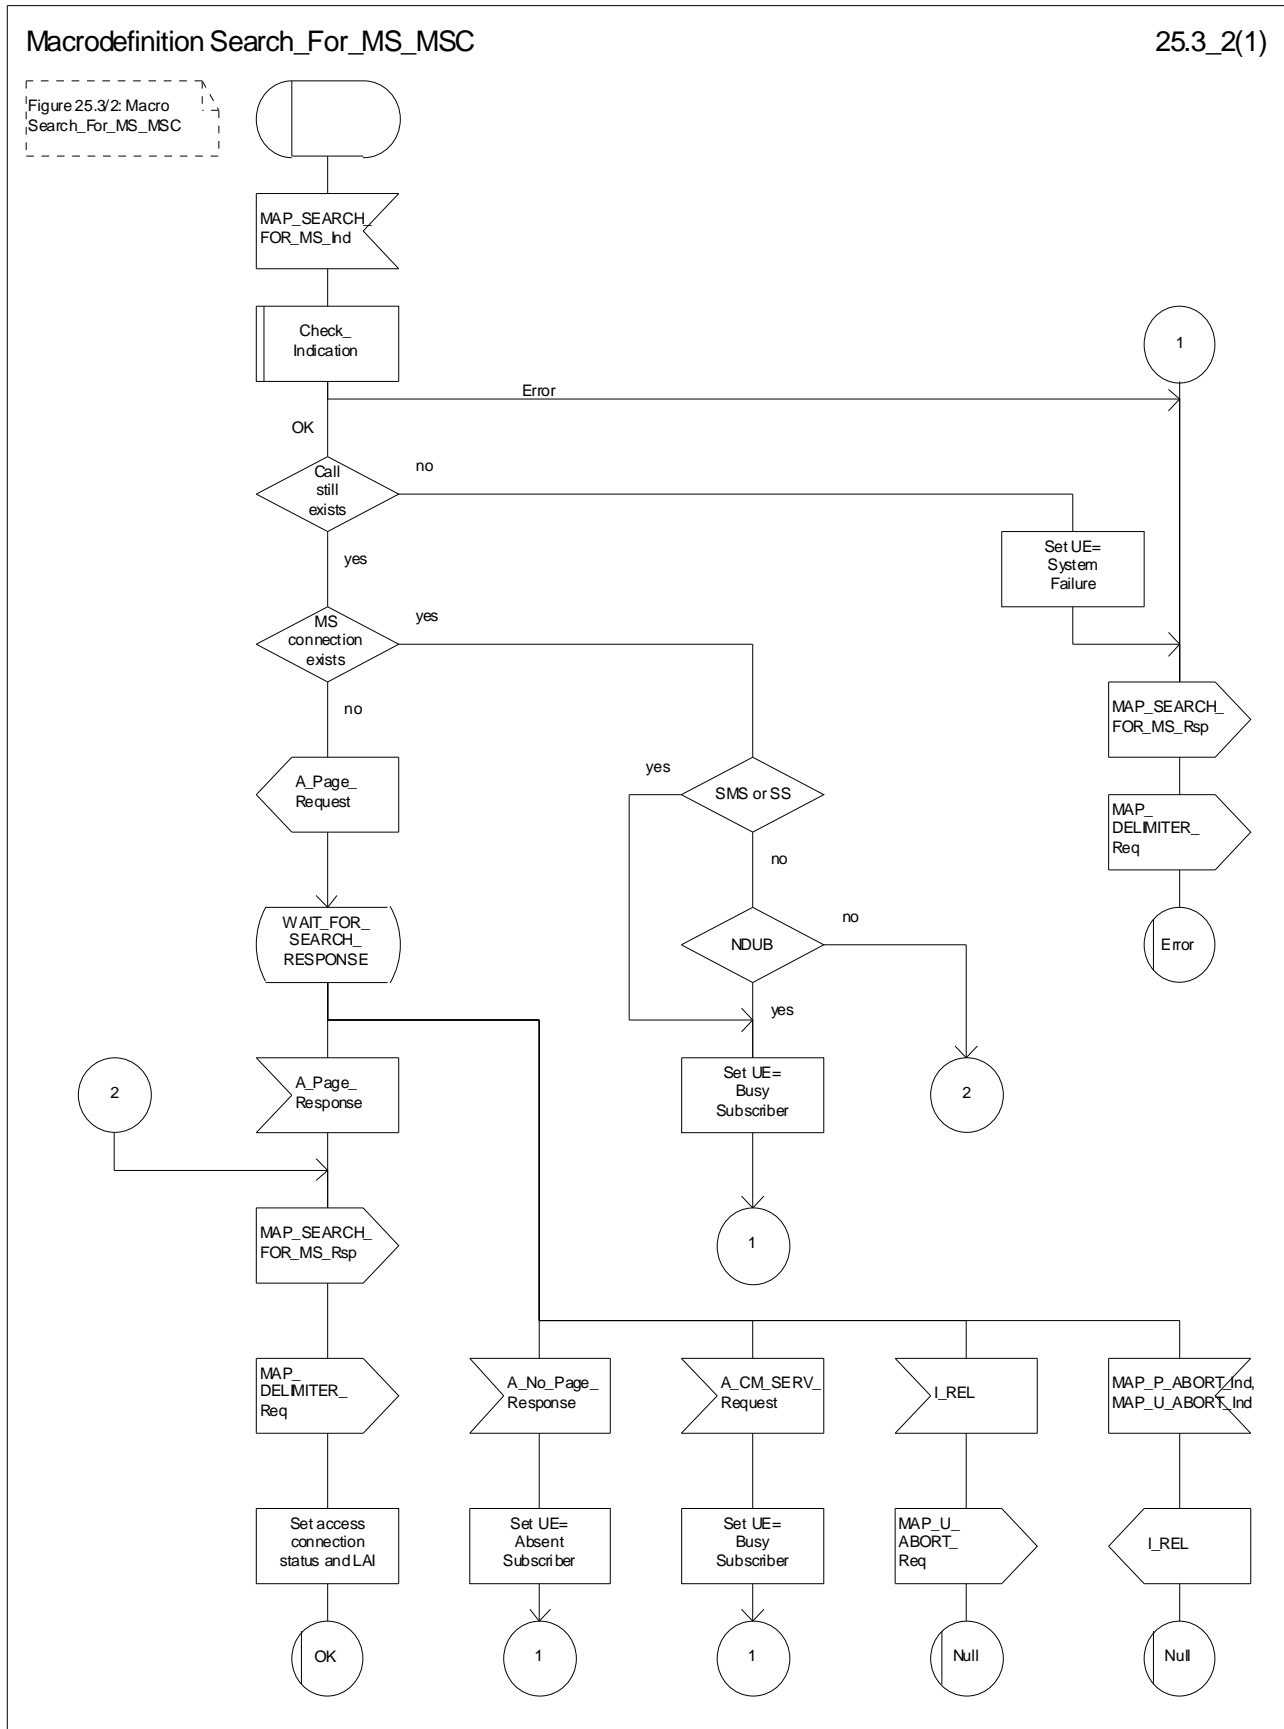 Macrodefinition Search_For_MS_MSC
25.3_2(1)
Figure 25.3/2: Macro
Search_For_MS_MSC
MAP_SEARCH_
FOR_MS_Ind
Check_
Indication
1
Error
OK
Call
still
exists
no
Set UE=
System
Failure
yes
MS
connection
exists
yes
no
MAP_SEARCH_
FOR_MS_Rsp
A_Page_
Request
yes
SMS or SS
MAP_
DELIMITER_
Req
no
WAIT_FOR_
SEARCH_
RESPONSE
NDUB
no
Error
yes
2
A_Page_
Response
Set UE=
Busy
Subscriber
2
MAP_SEARCH_
FOR_MS_Rsp
1
MAP_
DELIMITER_
Req
A_No_Page_
Response
A_CM_SERV_
Request
I_REL
MAP_P_ABORT_Ind,
MAP_U_ABORT_Ind
Set access
connection
status and LAI
Set UE=
Absent
Subscriber
Set UE=
Busy
Subscriber
MAP_U_
ABORT_
Req
I_REL
OK
1
1
Null
Null